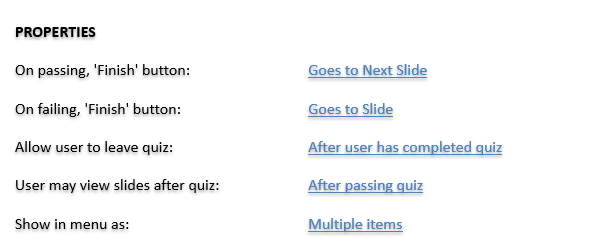 PROPERTIES
On passing, 'Finish' button: Goes to Next Slide
On failing, 'Finish' button: Goes to Slide
Allow user to leave quiz: After user has completed quiz
User may view slides after quiz: After passing quiz
Show in menu as: Multiple items